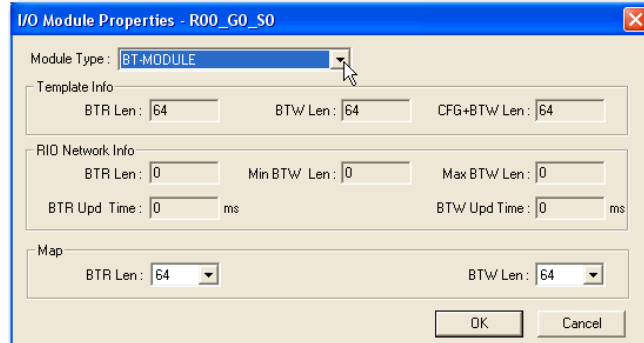 I/O Module Properties - R00_G0_S0
Module Type : BT-MODULE
Template Info
BTR Len : 64 BTW Len : 64 CFG+BTW Len : 64
RIO Network Info
BTR Len : 0 Min BTW Len : 0 Max BTW Len : 0
BTR Upd Time : 0 ms BTW Upd Time : 0 ms
Map
BTR Len : 64 BTW Len : 64
OK Cancel